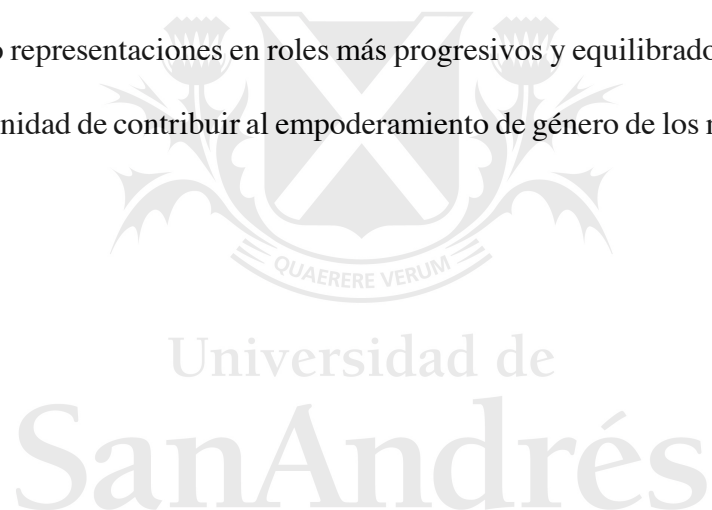 representaciones en roles más progresivos y equilibrado
nidad de contribuir al empoderamiento de género de los
QUAERERE VERUM
Universidad de
SanAndrés